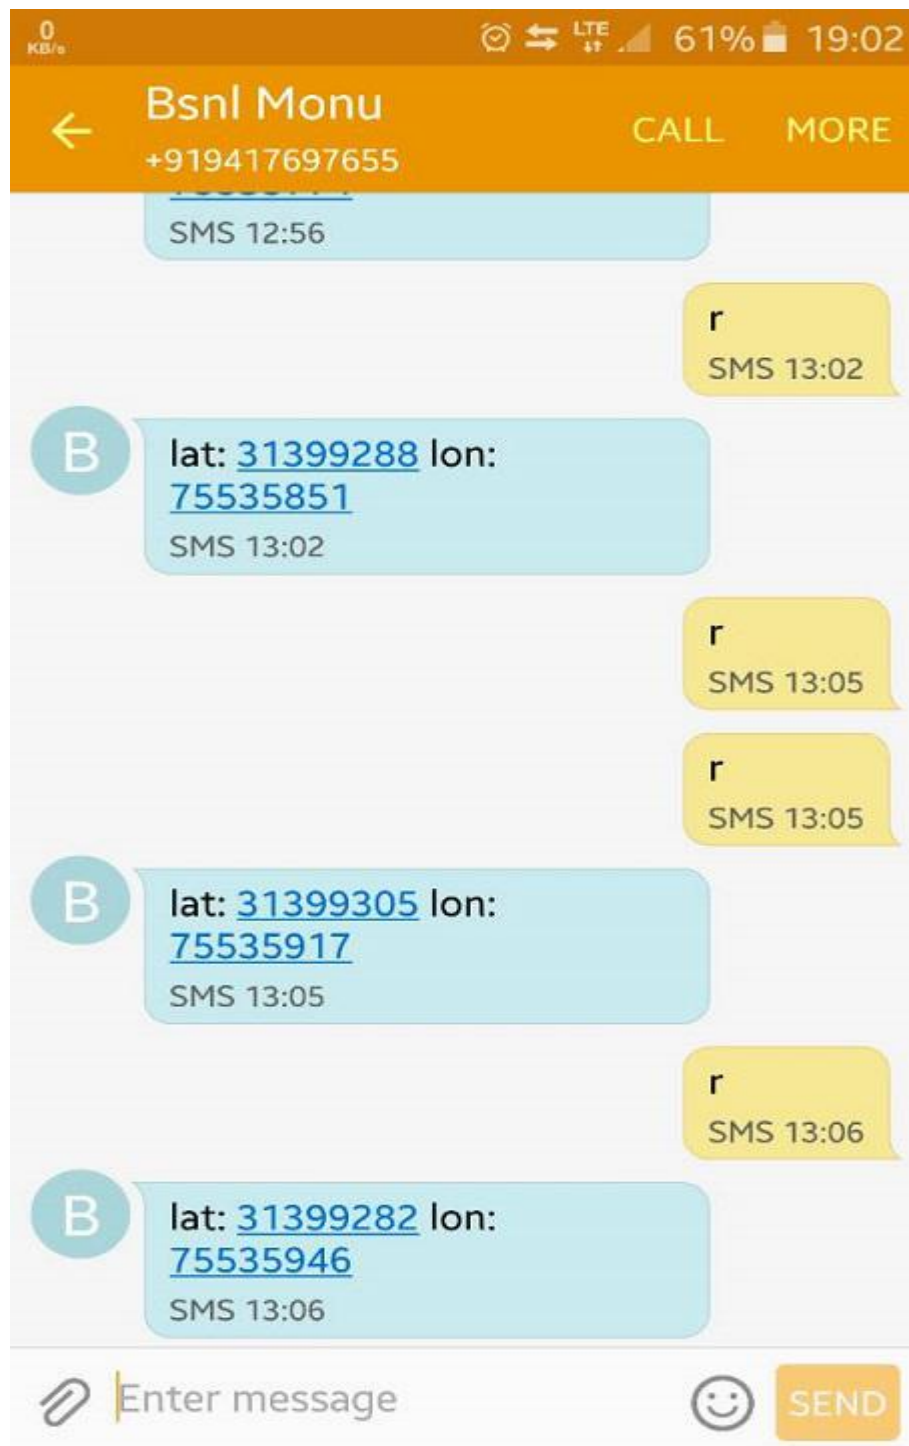 0
KB/s
LTE
61%
19:02
Bsnl Monu
+919417697655
CALL
MORE
SMS 12:56
r
SMS 13:02
B
lat: 31399288 lon:
75535851
SMS 13:02
r
SMS 13:05
r
SMS 13:05
B
lat: 31399305 lon:
75535917
SMS 13:05
r
SMS 13:06
B
lat: 31399282 lon:
75535946
SMS 13:06
Enter message
SEND